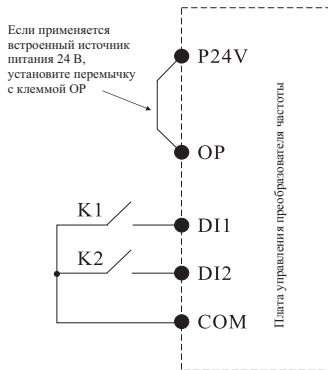 Если применяется
встроенный источник
питания 24 В,
установите перемычку
с клеммой OP
P24V
OP
K1
DI1
K2
DI2
COM
Плата управления преобразователя частоты